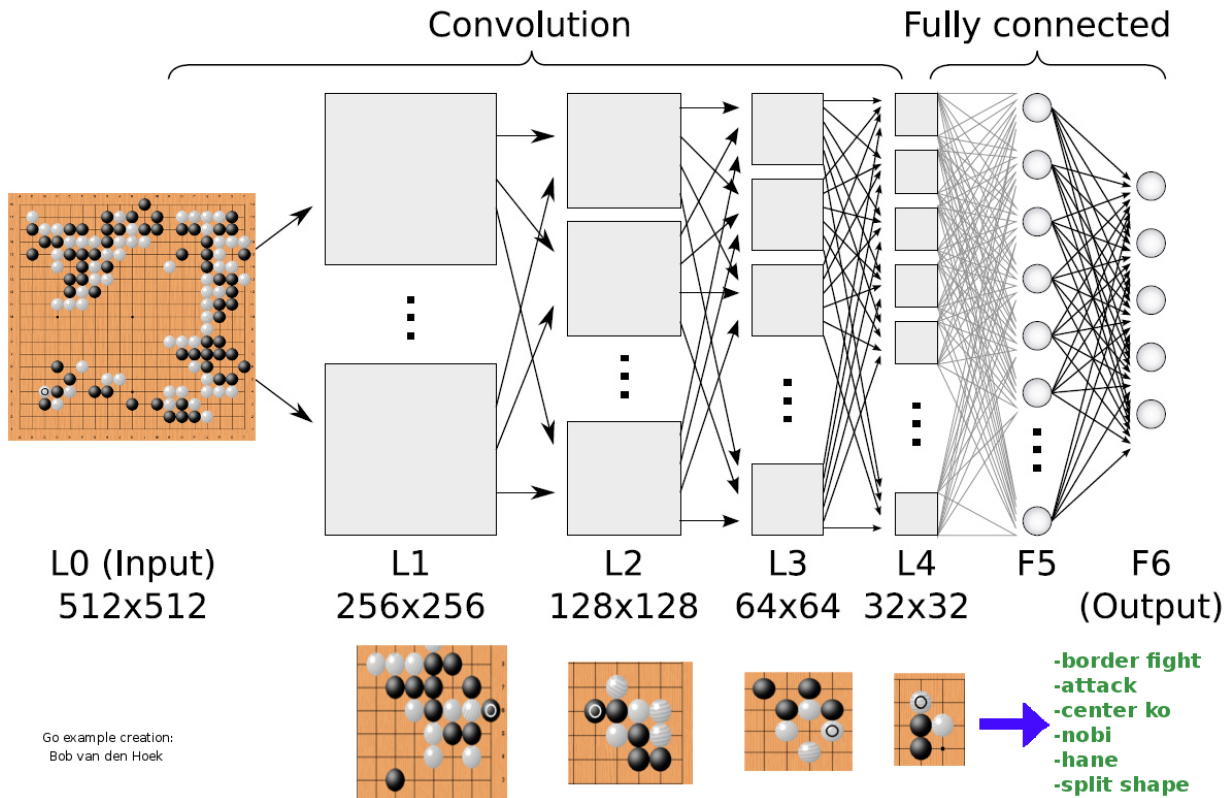 Convolution
Fully connected
L0 (Input)
512x512
L1
256x256
L2
128x128
L3
64x64
L4
32x32
F5
F6
(Output)
-border fight
-attack
-center ko
-nobi
-hane
-split shape
Go example creation:
Bob van den Hoek